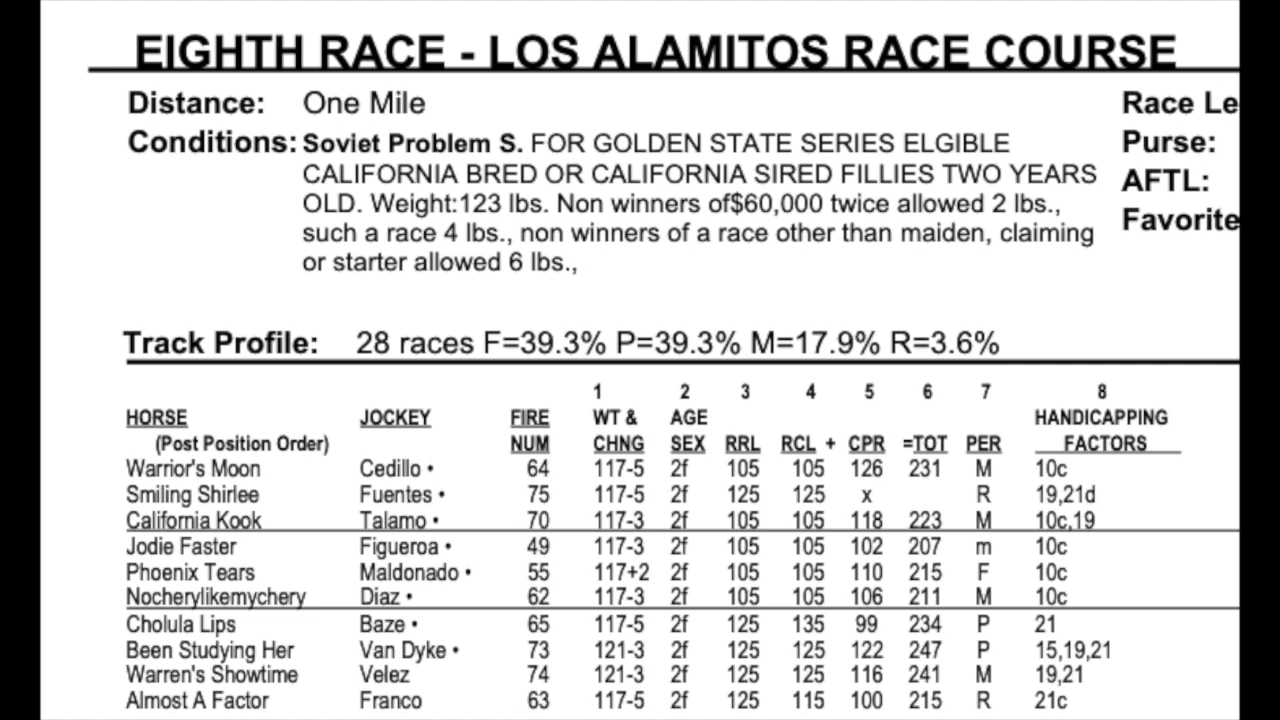 EIGHTH RACE - LOS ALAMITOS RACE COURSE
Distance: One Mile Race Le
Conditions: Soviet Problem S. FOR GOLDEN STATE SERIES ELGIBLE Purse:
CALIFORNIA BRED OR CALIFORNIA SIRED FILLIES TWO YEARS AFTL:
OLD. Weight:123 lbs. Non winners of$60,000 twice allowed 2 lbs., Favorite
such a race 4 lbs., non winners of a race other than maiden, claiming
or starter allowed 6 lbs.,
Track Profile: 28 races F=39.3% P=39.3% M=17.9% R=3.6%
1 2 3 4 5 6 7 8
HORSE JOCKEY FIRE WT & AGE HANDICAPPING
(Post Position Order) NUM CHNG SEX RRL RCL + CPR =TOT PER FACTORS
Warrior's Moon Cedillo • 64 117-5 2f 105 105 126 231 M 10c
Smiling Shirlee Fuentes • 75 117-5 2f 125 125 x R 19,21d
California Kook Talamo • 70 117-3 2f 105 105 118 223 M 10c,19
Jodie Faster Figueroa • 49 117-3 2f 105 105 102 207 m 10c
Phoenix Tears Maldonado • 55 117+2 2f 105 105 110 215 F 10c
Nocherylikemychery Diaz • 62 117-3 2f 105 105 106 211 M 10c
Cholula Lips Baze • 65 117-5 2f 125 135 99 234 P 21
Been Studying Her Van Dyke • 73 121-3 2f 125 125 122 247 P 15,19,21
Warren's Showtime Velez 74 121-3 2f 125 125 116 241 M 19,21
Almost A Factor Franco 63 117-5 2f 125 115 100 215 R 21c